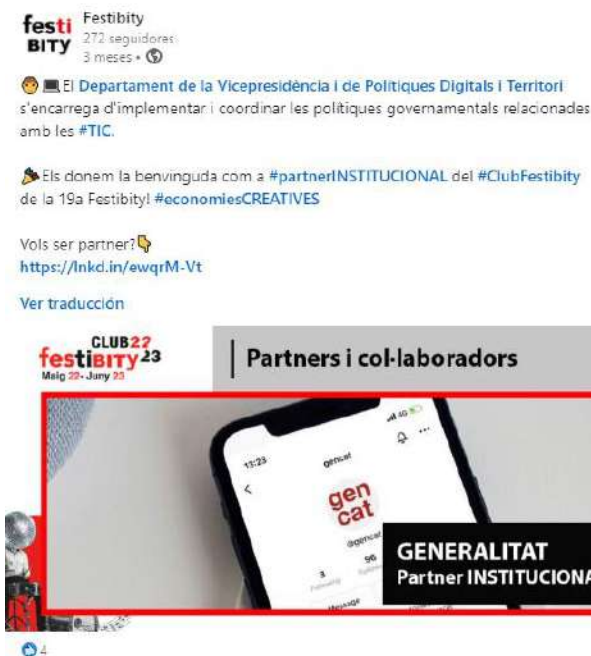 festi
BITY
Festibity
272 seguidores
3 meses •
El Departament de la Vicepresidència i de Polítiques Digitals i Territori
s'encarrega d'implementar i coordinar les polítiques governamentals relacionades
amb les #TIC.
Els donem la benvinguda com a #partnerINSTITUCIONAL del #ClubFestibity
de la 19a Festibity! #economiesCREATIVES
Vols ser partner?
https://lnkd.in/ewqrM-Vt
Ver traducción
CLUB22
festiBITY23
Maig 22-Juny 23
Partners i col·laboradors
13:23
4G
gencat
gen
cat
@gencat
3
96
Following
Message
GENERALITAT
Partner INSTITUCIONA
4